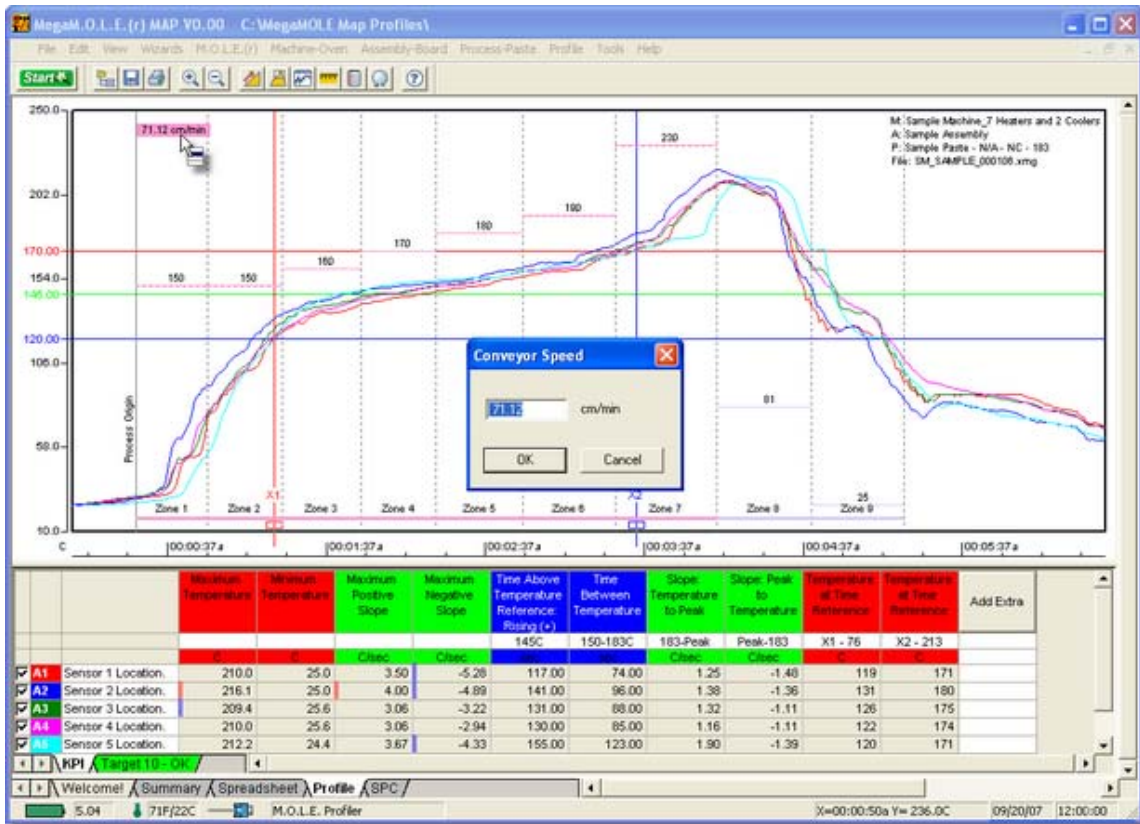 MegaM.O.L.E.(r) MAP V0.00 C:\MegaMOLE Map Profiles\
File Edit View Wizards M.O.L.E.(r) Machine-Oven Assembly-Board Process-Paste Profile Tools Help
Start
250.0
71.12 cm/min
230
M: Sample Machine_7 Heaters and 2 Coolers
A: Sample Assembly
P: Sample Paste - N/A - NC - 183
File: SM_SAMPLE_000108.xmg
202.0
190
180
170
170.00
160
154.0
150 150
145.00
120.00
106.0
Conveyor Speed
71.12 cm/min
OK Cancel
81
Process Origin
58.0
X1 X2
25
Zone 1 Zone 2 Zone 3 Zone 4 Zone 5 Zone 6 Zone 7 Zone 8 Zone 9
10.0
C 00:00:37a 00:01:37a 00:02:37a 00:03:37a 00:04:37a 00:05:37a
Maximum Temperature Minimum Temperature Maximum Positive Slope Maximum Negative Slope Time Above Temperature Reference: Rising (+) Time Between Temperature Slope: Temperature to Peak Slope: Peak to Temperature Temperature at Time Reference Temperature at Time Reference Add Extra
145C 150-183C 183-Peak Peak-183 X1 - 76 X2 - 213
C C C/sec C/sec C/sec C/sec C C
A1 Sensor 1 Location. 210.0 25.0 3.50 -5.28 117.00 74.00 1.25 -1.48 119 171
A2 Sensor 2 Location. 216.1 25.0 4.00 -4.89 141.00 96.00 1.38 -1.36 131 180
A3 Sensor 3 Location. 209.4 25.6 3.06 -3.22 131.00 88.00 1.32 -1.11 126 175
A4 Sensor 4 Location. 210.0 25.6 3.06 -2.94 130.00 85.00 1.16 -1.11 122 174
A5 Sensor 5 Location. 212.2 24.4 3.67 -4.33 155.00 123.00 1.90 -1.39 120 171
KPI Target 10 - OK
Welcome! Summary Spreadsheet Profile SPC
5.04 71F/22C M.O.L.E. Profiler X=00:00:50a Y= 236.0C 09/20/07 12:00:00